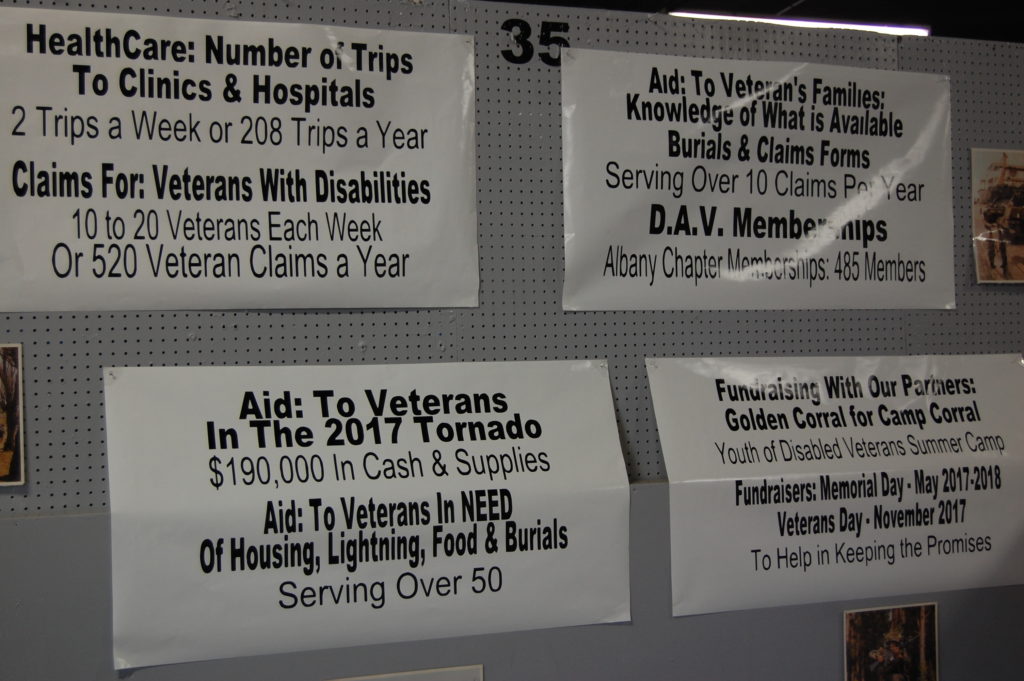 35
HealthCare: Number of Trips
To Clinics & Hospitals
2 Trips a Week or 208 Trips a Year
Claims For: Veterans With Disabilities
10 to 20 Veterans Each Week
Or 520 Veteran Claims a Year
Aid: To Veteran's Families:
Knowledge of What is Available
Burials & Claims Forms
Serving Over 10 Claims Per Year
D.A.V. Memberships
Albany Chapter Memberships: 485 Members
Aid: To Veterans
In The 2017 Tornado
$190,000 In Cash & Supplies
Aid: To Veterans In NEED
Of Housing, Lightning, Food & Burials
Serving Over 50
Fundraising With Our Partners:
Golden Corral for Camp Corral
Youth of Disabled Veterans Summer Camp
Fundraisers: Memorial Day - May 2017-2018
Veterans Day - November 2017
To Help in Keeping the Promises